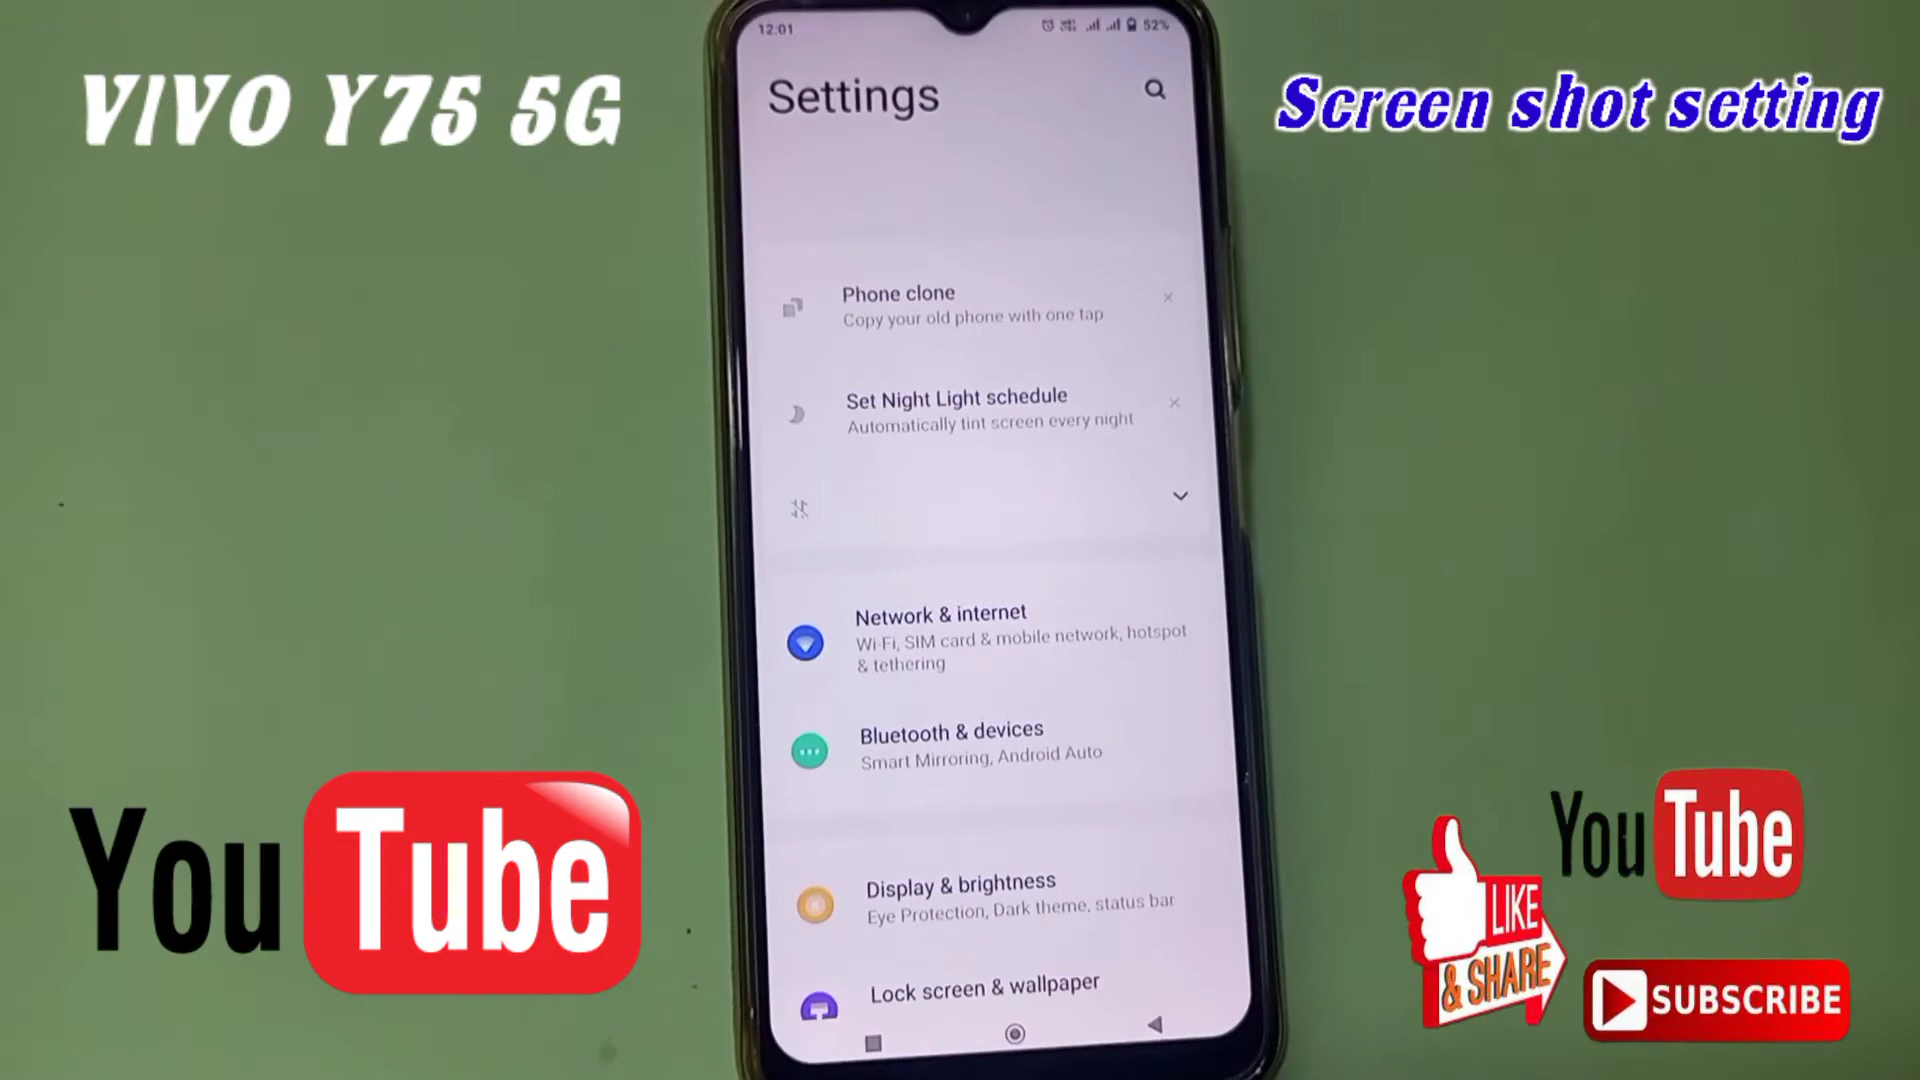 VIVO Y75 5G
Screen shot setting
12:01
52%
Settings
Phone clone
Copy your old phone with one tap
Set Night Light schedule
Automatically tint screen every night
Network & internet
Wi-Fi, SIM card & mobile network, hotspot
& tethering
Bluetooth & devices
Smart Mirroring, Android Auto
Display & brightness
Eye Protection, Dark theme, status bar
Lock screen & wallpaper
YouTube
YouTube
LIKE
& SHARE
SUBSCRIBE